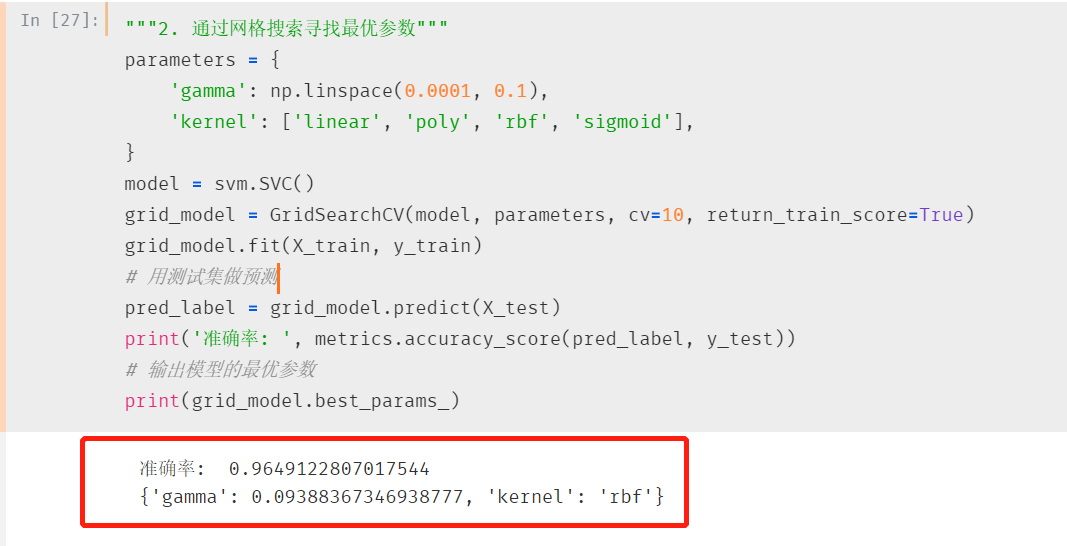 In [27]:
"""2. 通过网格搜索寻找最优参数"""
parameters = {
    'gamma': np.linspace(0.0001, 0.1),
    'kernel': ['linear', 'poly', 'rbf', 'sigmoid'],
}
model = svm.SVC()
grid_model = GridSearchCV(model, parameters, cv=10, return_train_score=True)
grid_model.fit(X_train, y_train)
# 用测试集做预测
pred_label = grid_model.predict(X_test)
print('准确率: ', metrics.accuracy_score(pred_label, y_test))
# 输出模型的最优参数
print(grid_model.best_params_)
准确率:  0.9649122807017544
{'gamma': 0.09388367346938777, 'kernel': 'rbf'}